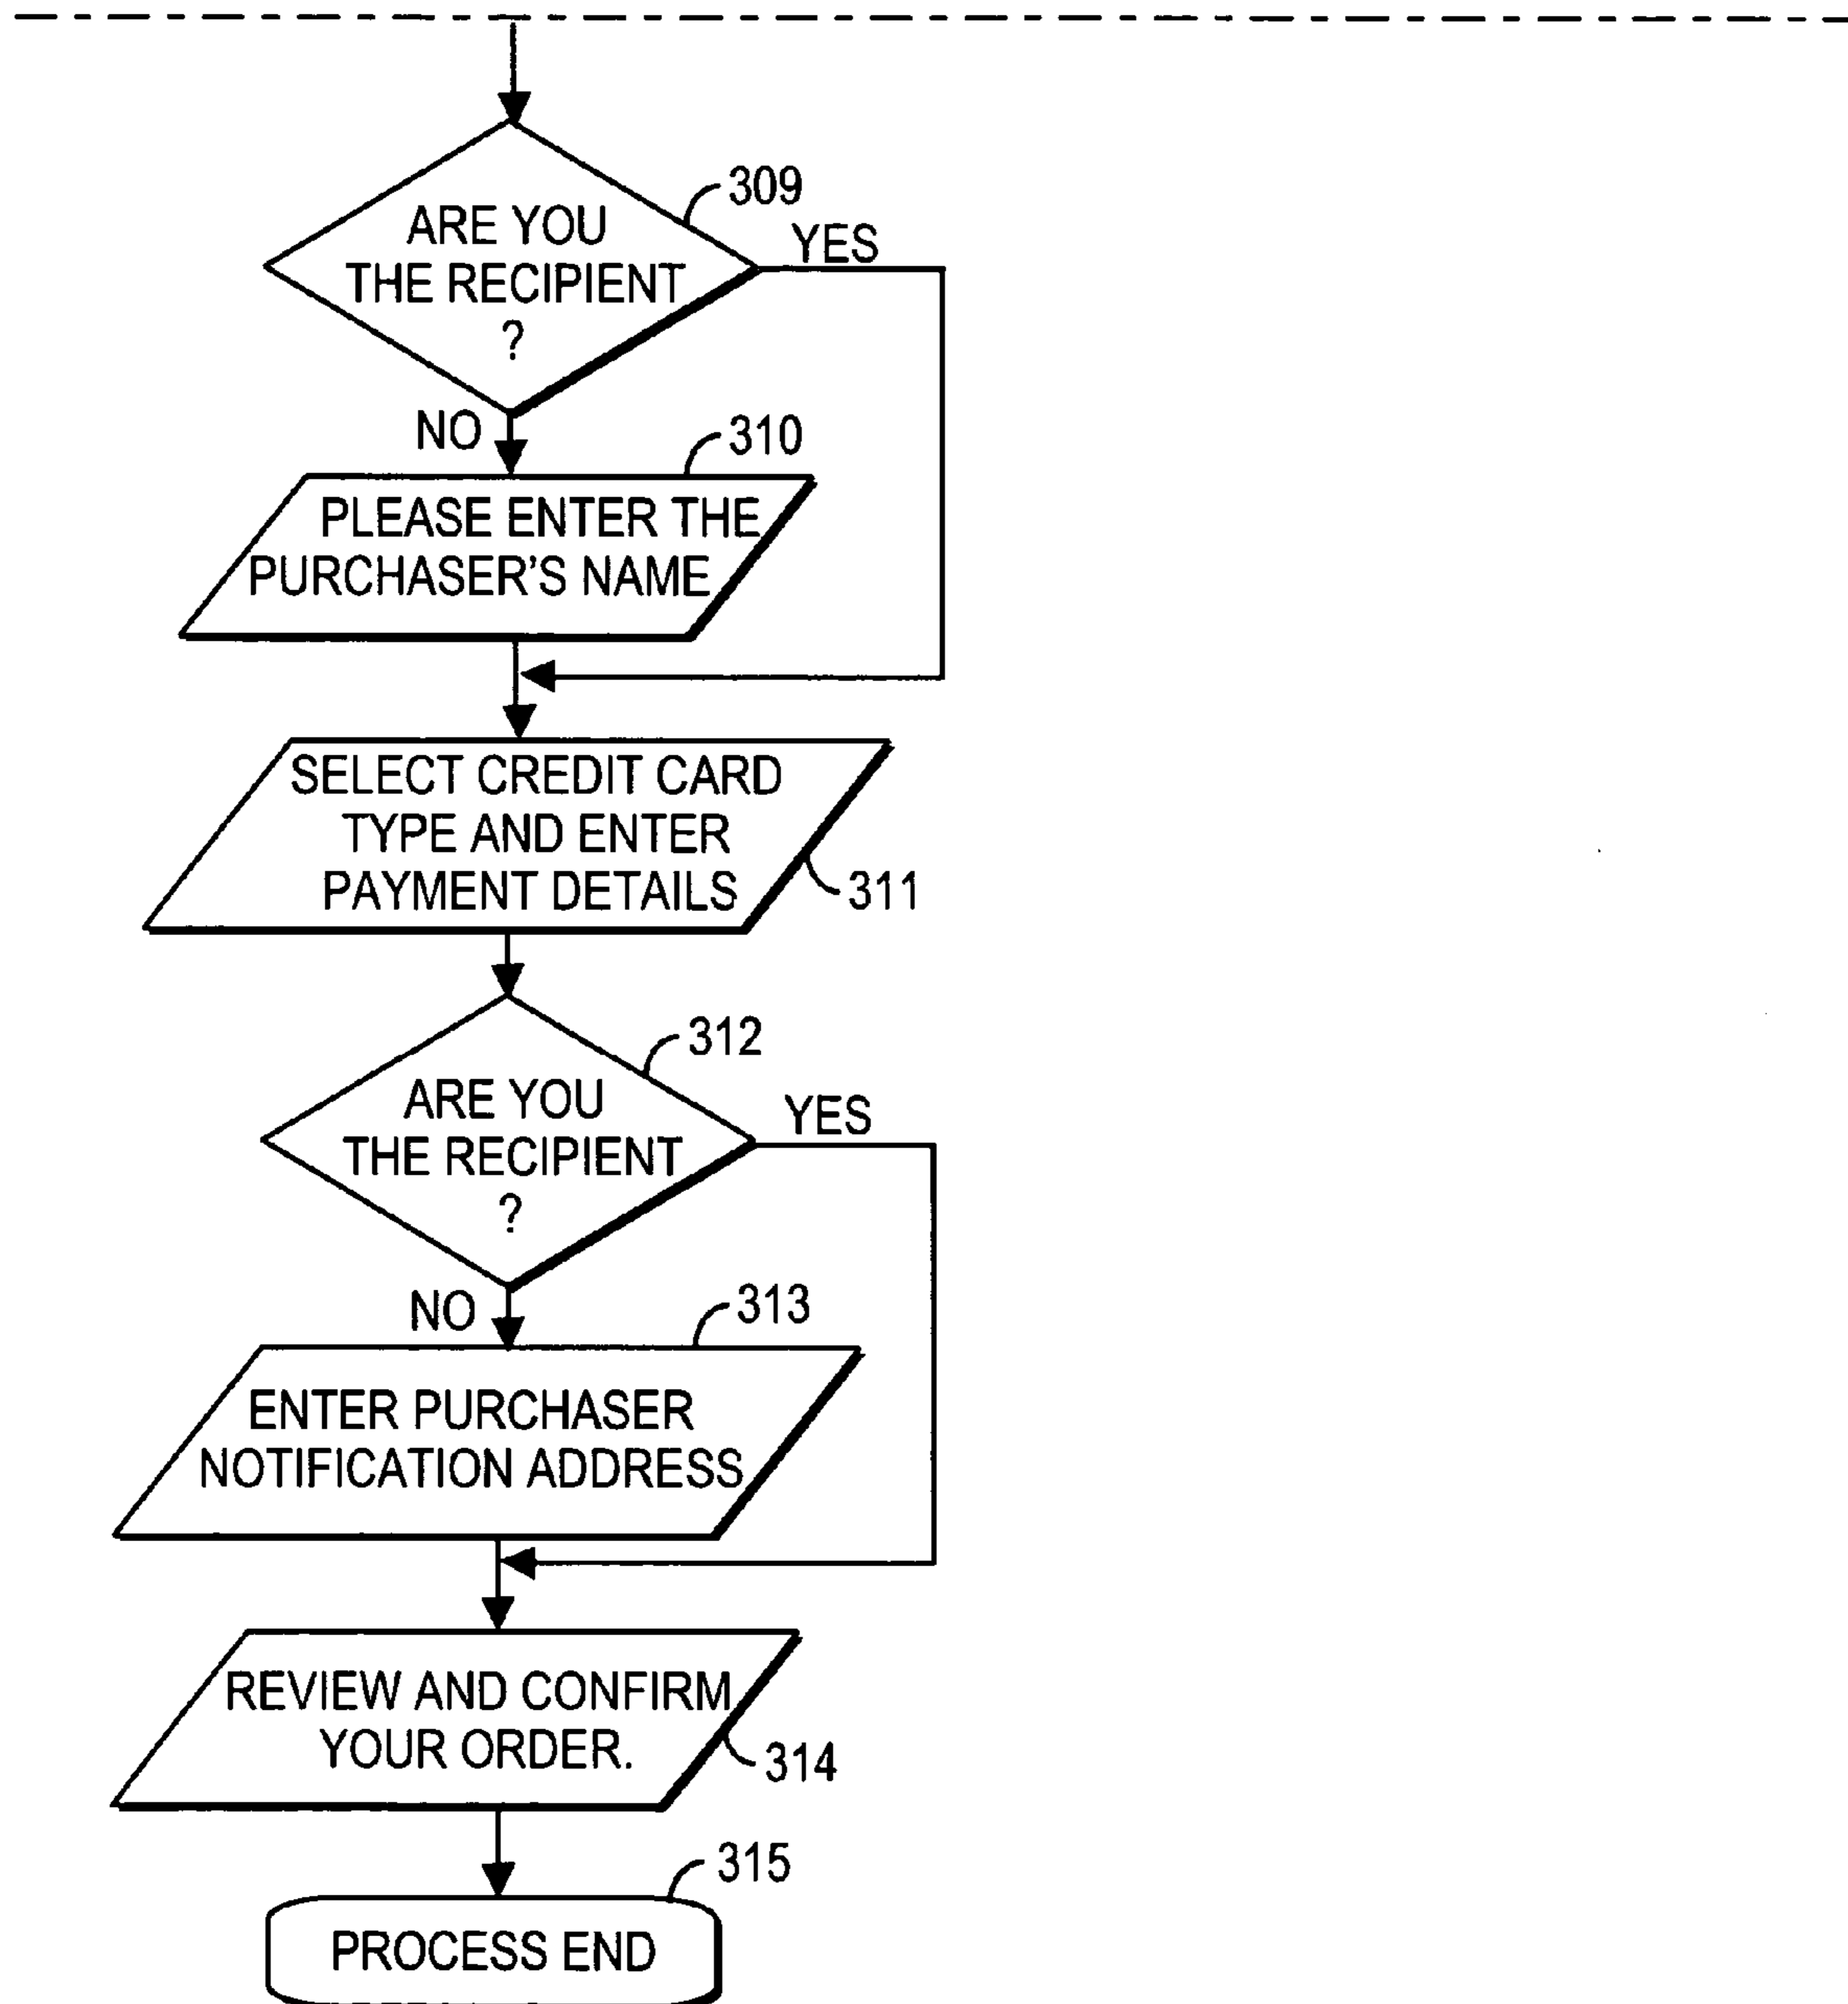 309
ARE YOU
THE RECIPIENT
?
YES
NO
310
PLEASE ENTER THE
PURCHASER'S NAME
SELECT CREDIT CARD
TYPE AND ENTER
PAYMENT DETAILS
311
312
ARE YOU
THE RECIPIENT
?
YES
NO
313
ENTER PURCHASER
NOTIFICATION ADDRESS
REVIEW AND CONFIRM
YOUR ORDER.
314
315
PROCESS END